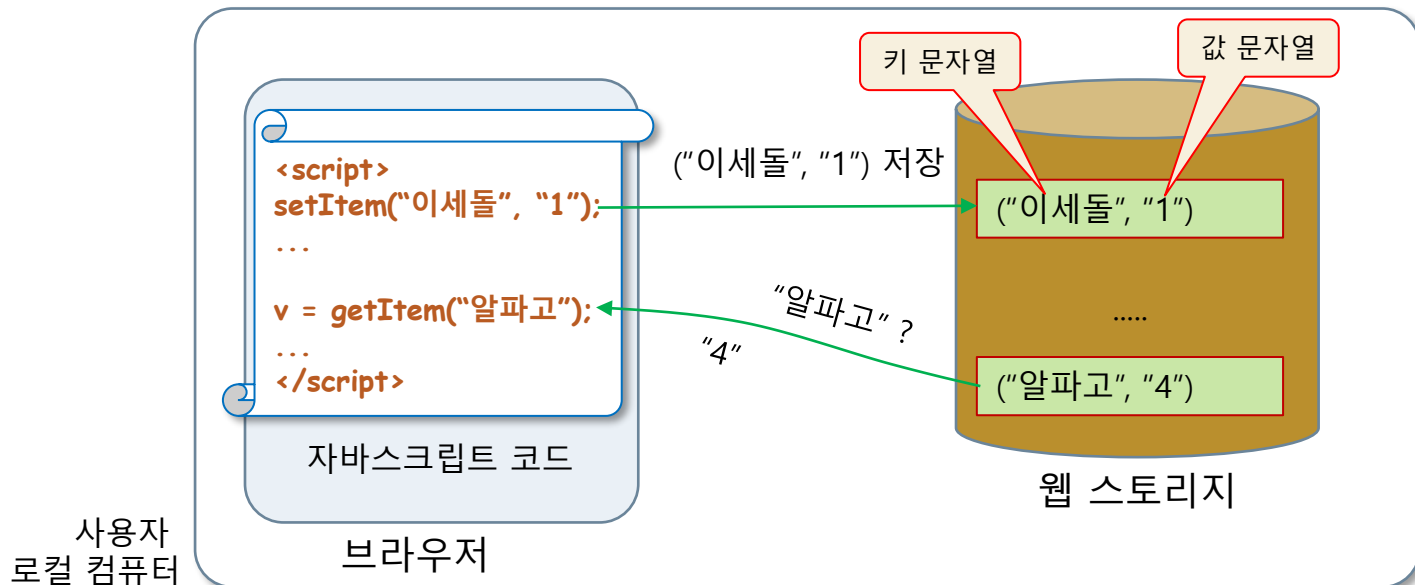 키 문자열
값 문자열
<script>
setItem(“이세돌”, “1”);
...
v = getItem(“알파고”);
...
</script>
자바스크립트 코드
브라우저
(“이세돌”, “1”) 저장
“알파고” ?
“4”
(“이세돌”, “1”)
.....
(“알파고”, “4”)
웹 스토리지
사용자
로컬 컴퓨터